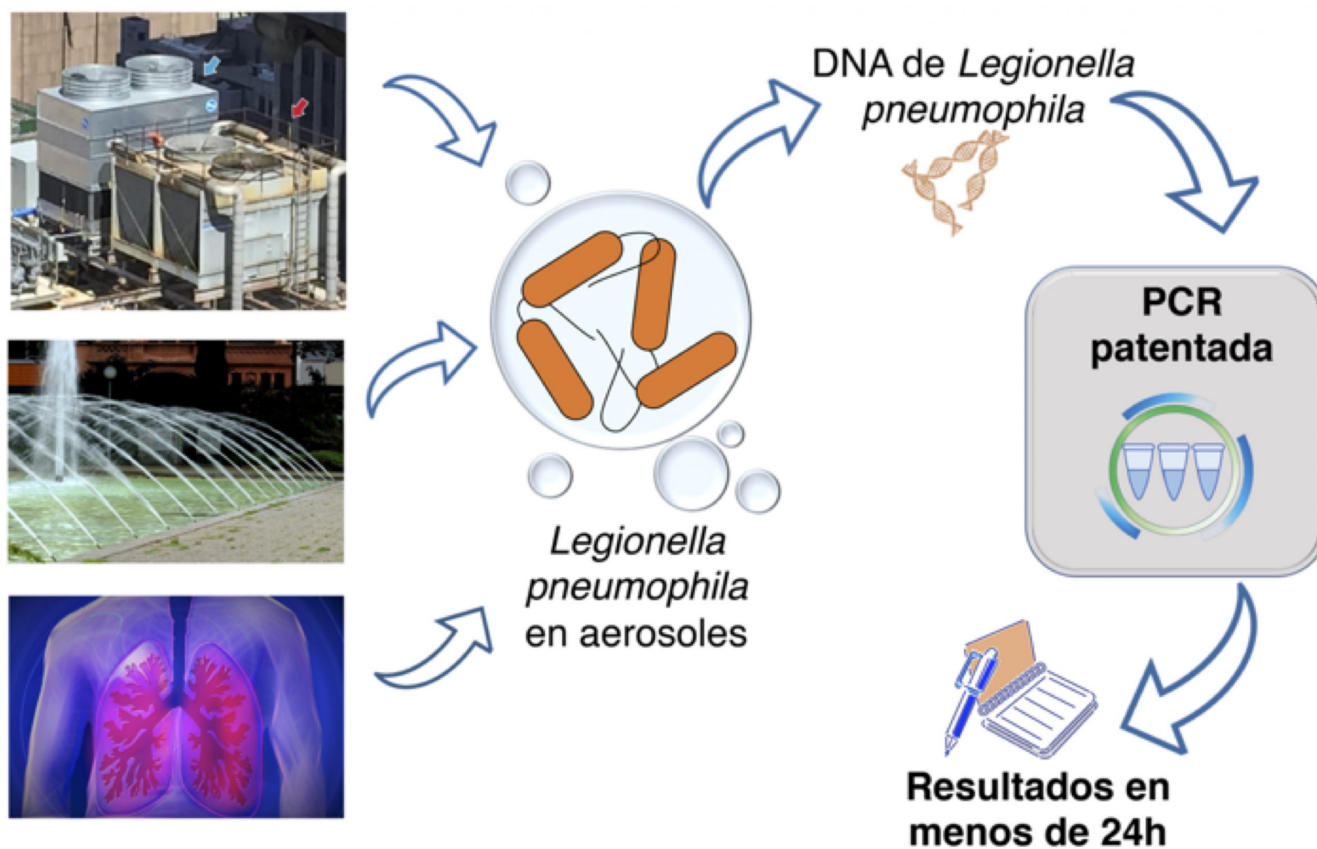 DNA de Legionella
pneumophila
PCR
patentada
Legionella
pneumophila
en aerosoles
Resultados en
menos de 24h